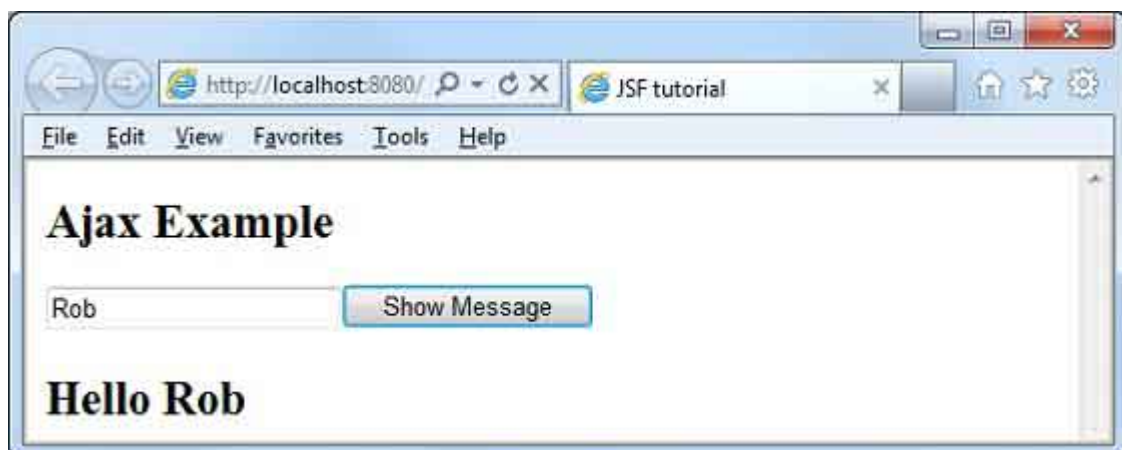 http://localhost:8080/
JSF tutorial
File Edit View Favorites Tools Help
Ajax Example
Rob
Show Message
Hello Rob